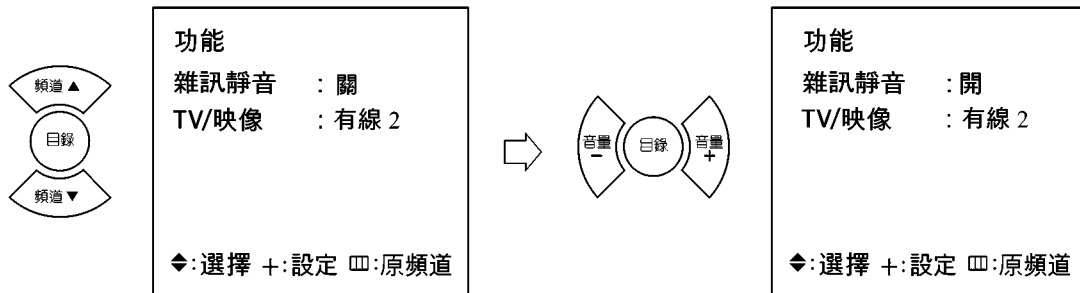 頻道▲
目錄
頻道▼
功能
雜訊靜音 : 關
TV/映像 : 有線 2
◆:選擇 +:設定 ▥:原頻道
音量 −
目錄
音量 +
功能
雜訊靜音 : 開
TV/映像 : 有線 2
◆:選擇 +:設定 ▥:原頻道